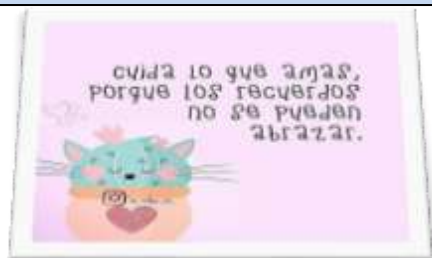 cuida lo que amas,
porque los recuerdos
no se pueden
abrazar.